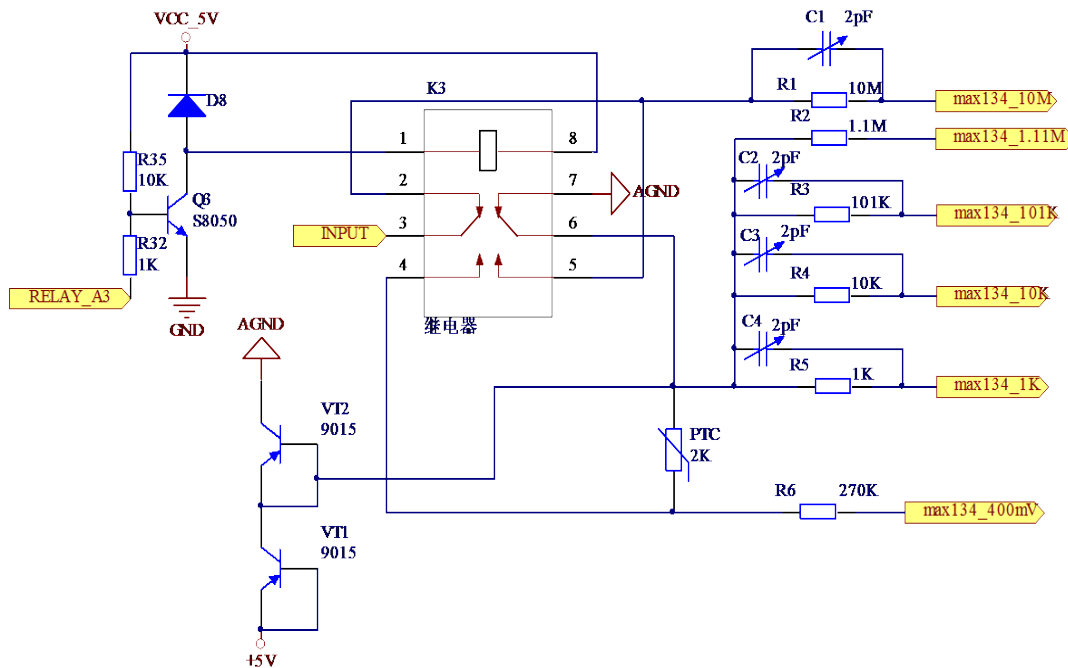 VCC_5V
C1 2pF
D8
K3
R1 10M max134_10M
R2
1.1M max134_1.11M
1 8
R35
10K
C2 2pF
2 7
AGND
R3
Q3
S8050
101K max134_101K
INPUT 3 6
R32
1K
C3 2pF
4 5
R4
RELAY_A3
10K max134_10K
GND
AGND
继电器
C4 2pF
R5
1K max134_1K
VT2
9015
PTC
2K
R6 270K max134_400mV
VT1
9015
+5V